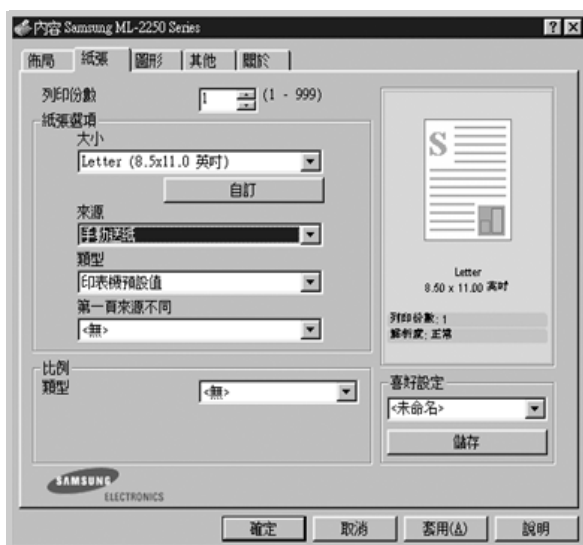 內容 Samsung ML-2250 Series
佈局 紙張 圖形 其他 關於
列印份數 1 (1 - 999)
紙張選項
大小
Letter (8.5x11.0 英吋)
自訂
來源
手動送紙
類型
印表機預設值
第一頁來源不同
<無>
比例
類型 <無>
S
Letter
8.50 x 11.00 英吋
列印份數: 1
解析度: 正常
喜好設定
<未命名>
儲存
SAMSUNG
ELECTRONICS
確定 取消 套用(A) 說明